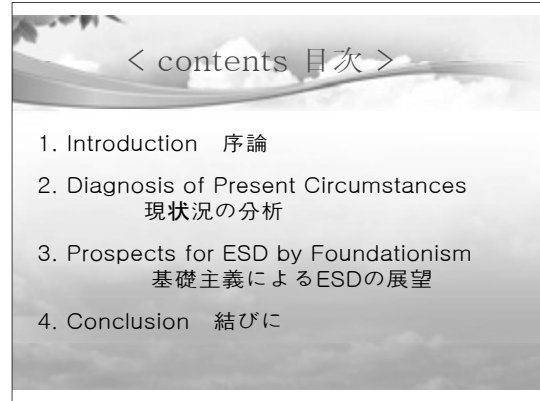 < contents 目次 >
1. Introduction 序論
2. Diagnosis of Present Circumstances
現状況の分析
3. Prospects for ESD by Foundationism
基礎主義によるESDの展望
4. Conclusion 結びに